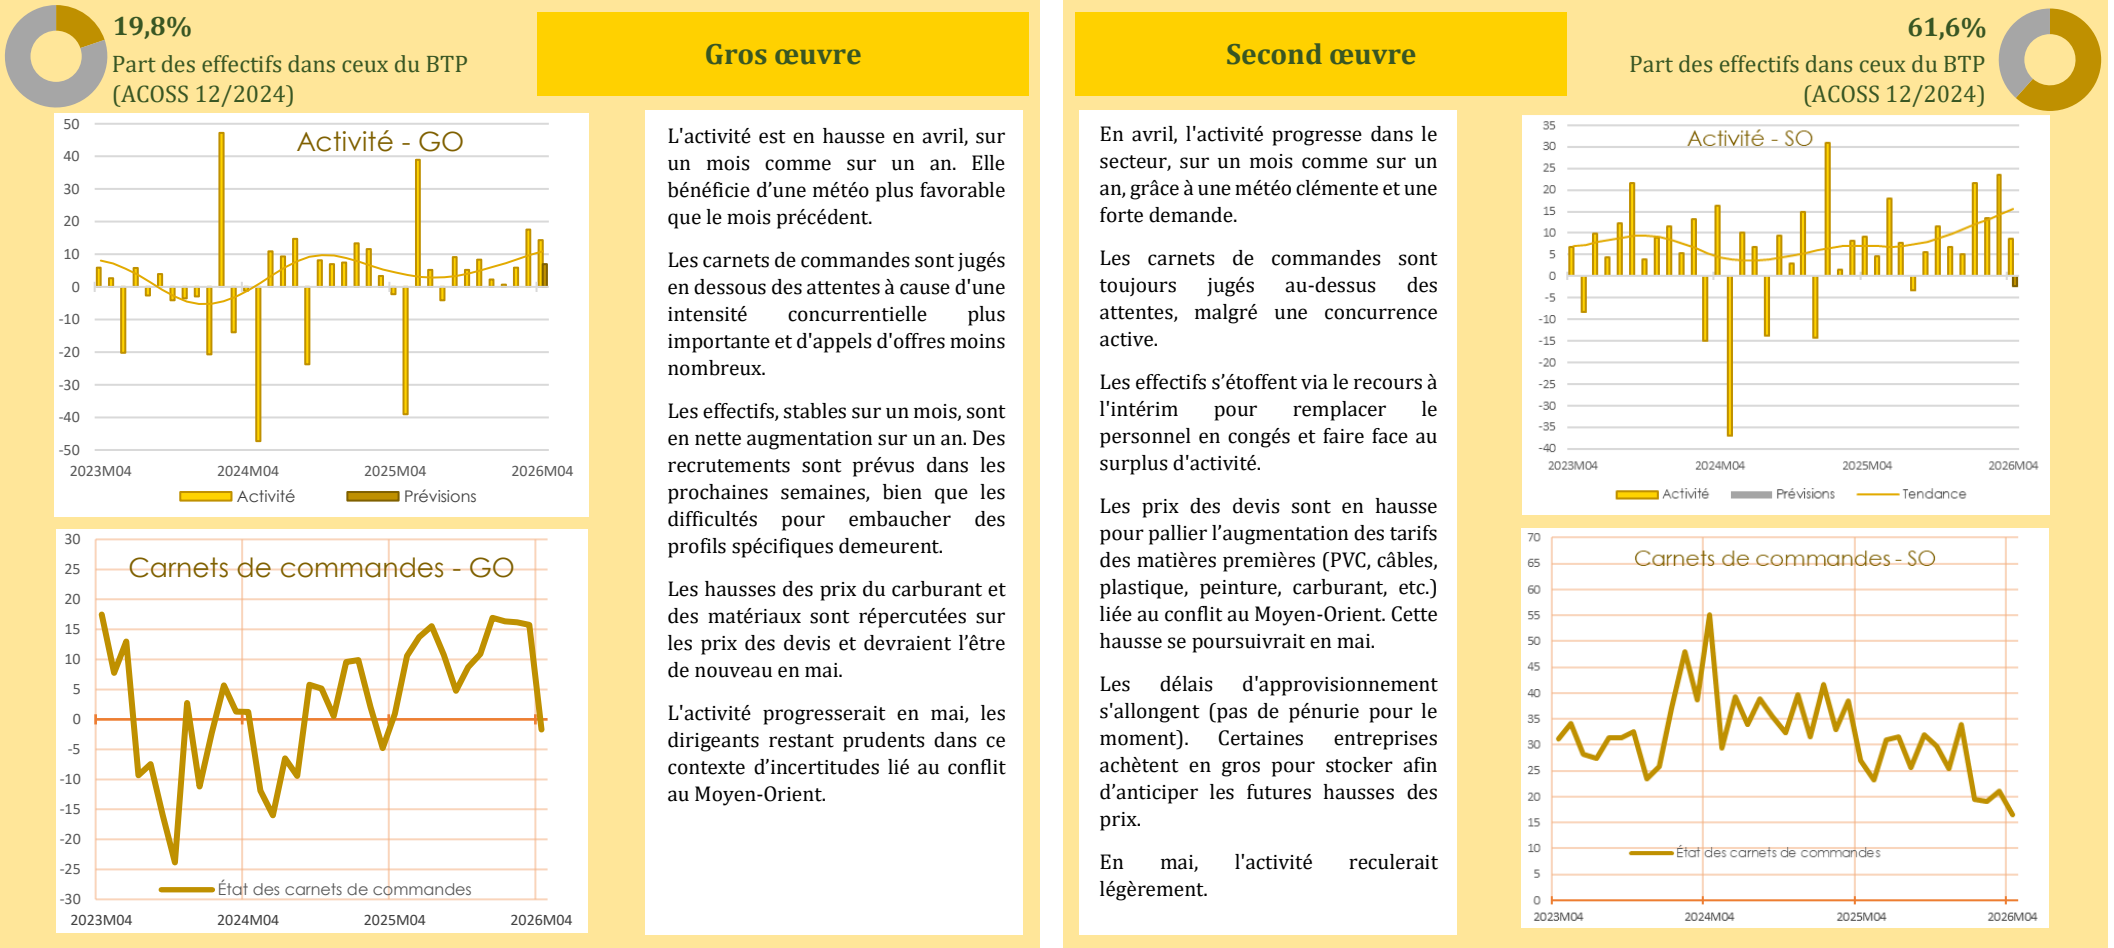 19,8%
Part des effectifs dans ceux du BTP
(ACOSS 12/2024)
Gros œuvre
50
Activité - GO
40
30
20
10
0
-10
-20
-30
-40
-50
2023M04 2024M04 2025M04 2026M04
Activité Prévisions
30
Carnets de commandes - GO
25
20
15
10
5
0
-5
-10
-15
-20
-25
État des carnets de commandes
-30
2023M04 2024M04 2025M04 2026M04
L'activité est en hausse en avril, sur
un mois comme sur un an. Elle
bénéficie d’une météo plus favorable
que le mois précédent.
Les carnets de commandes sont jugés
en dessous des attentes à cause d'une
intensité concurrentielle plus
importante et d'appels d'offres moins
nombreux.
Les effectifs, stables sur un mois, sont
en nette augmentation sur un an. Des
recrutements sont prévus dans les
prochaines semaines, bien que les
difficultés pour embaucher des
profils spécifiques demeurent.
Les hausses des prix du carburant et
des matériaux sont répercutées sur
les prix des devis et devraient l’être
de nouveau en mai.
L'activité progresserait en mai, les
dirigeants restant prudents dans ce
contexte d’incertitudes lié au conflit
au Moyen-Orient.
Second œuvre
61,6%
Part des effectifs dans ceux du BTP
(ACOSS 12/2024)
En avril, l'activité progresse dans le
secteur, sur un mois comme sur un
an, grâce à une météo clémente et une
forte demande.
Les carnets de commandes sont
toujours jugés au-dessus des
attentes, malgré une concurrence
active.
Les effectifs s’étoffent via le recours à
l'intérim pour remplacer le
personnel en congés et faire face au
surplus d'activité.
Les prix des devis sont en hausse
pour pallier l’augmentation des tarifs
des matières premières (PVC, câbles,
plastique, peinture, carburant, etc.)
liée au conflit au Moyen-Orient. Cette
hausse se poursuivrait en mai.
Les délais d'approvisionnement
s'allongent (pas de pénurie pour le
moment). Certaines entreprises
achètent en gros pour stocker afin
d’anticiper les futures hausses des
prix.
En mai, l'activité reculerait
légèrement.
35
Activité - SO
30
25
20
15
10
5
0
-5
-10
-15
-20
-25
-30
-35
-40
2023M04 2024M04 2025M04 2026M04
Activité Prévisions Tendance
70
Carnets de commandes - SO
65
60
55
50
45
40
35
30
25
20
15
10
État des carnets de commandes
5
0
2023M04 2024M04 2025M04 2026M04